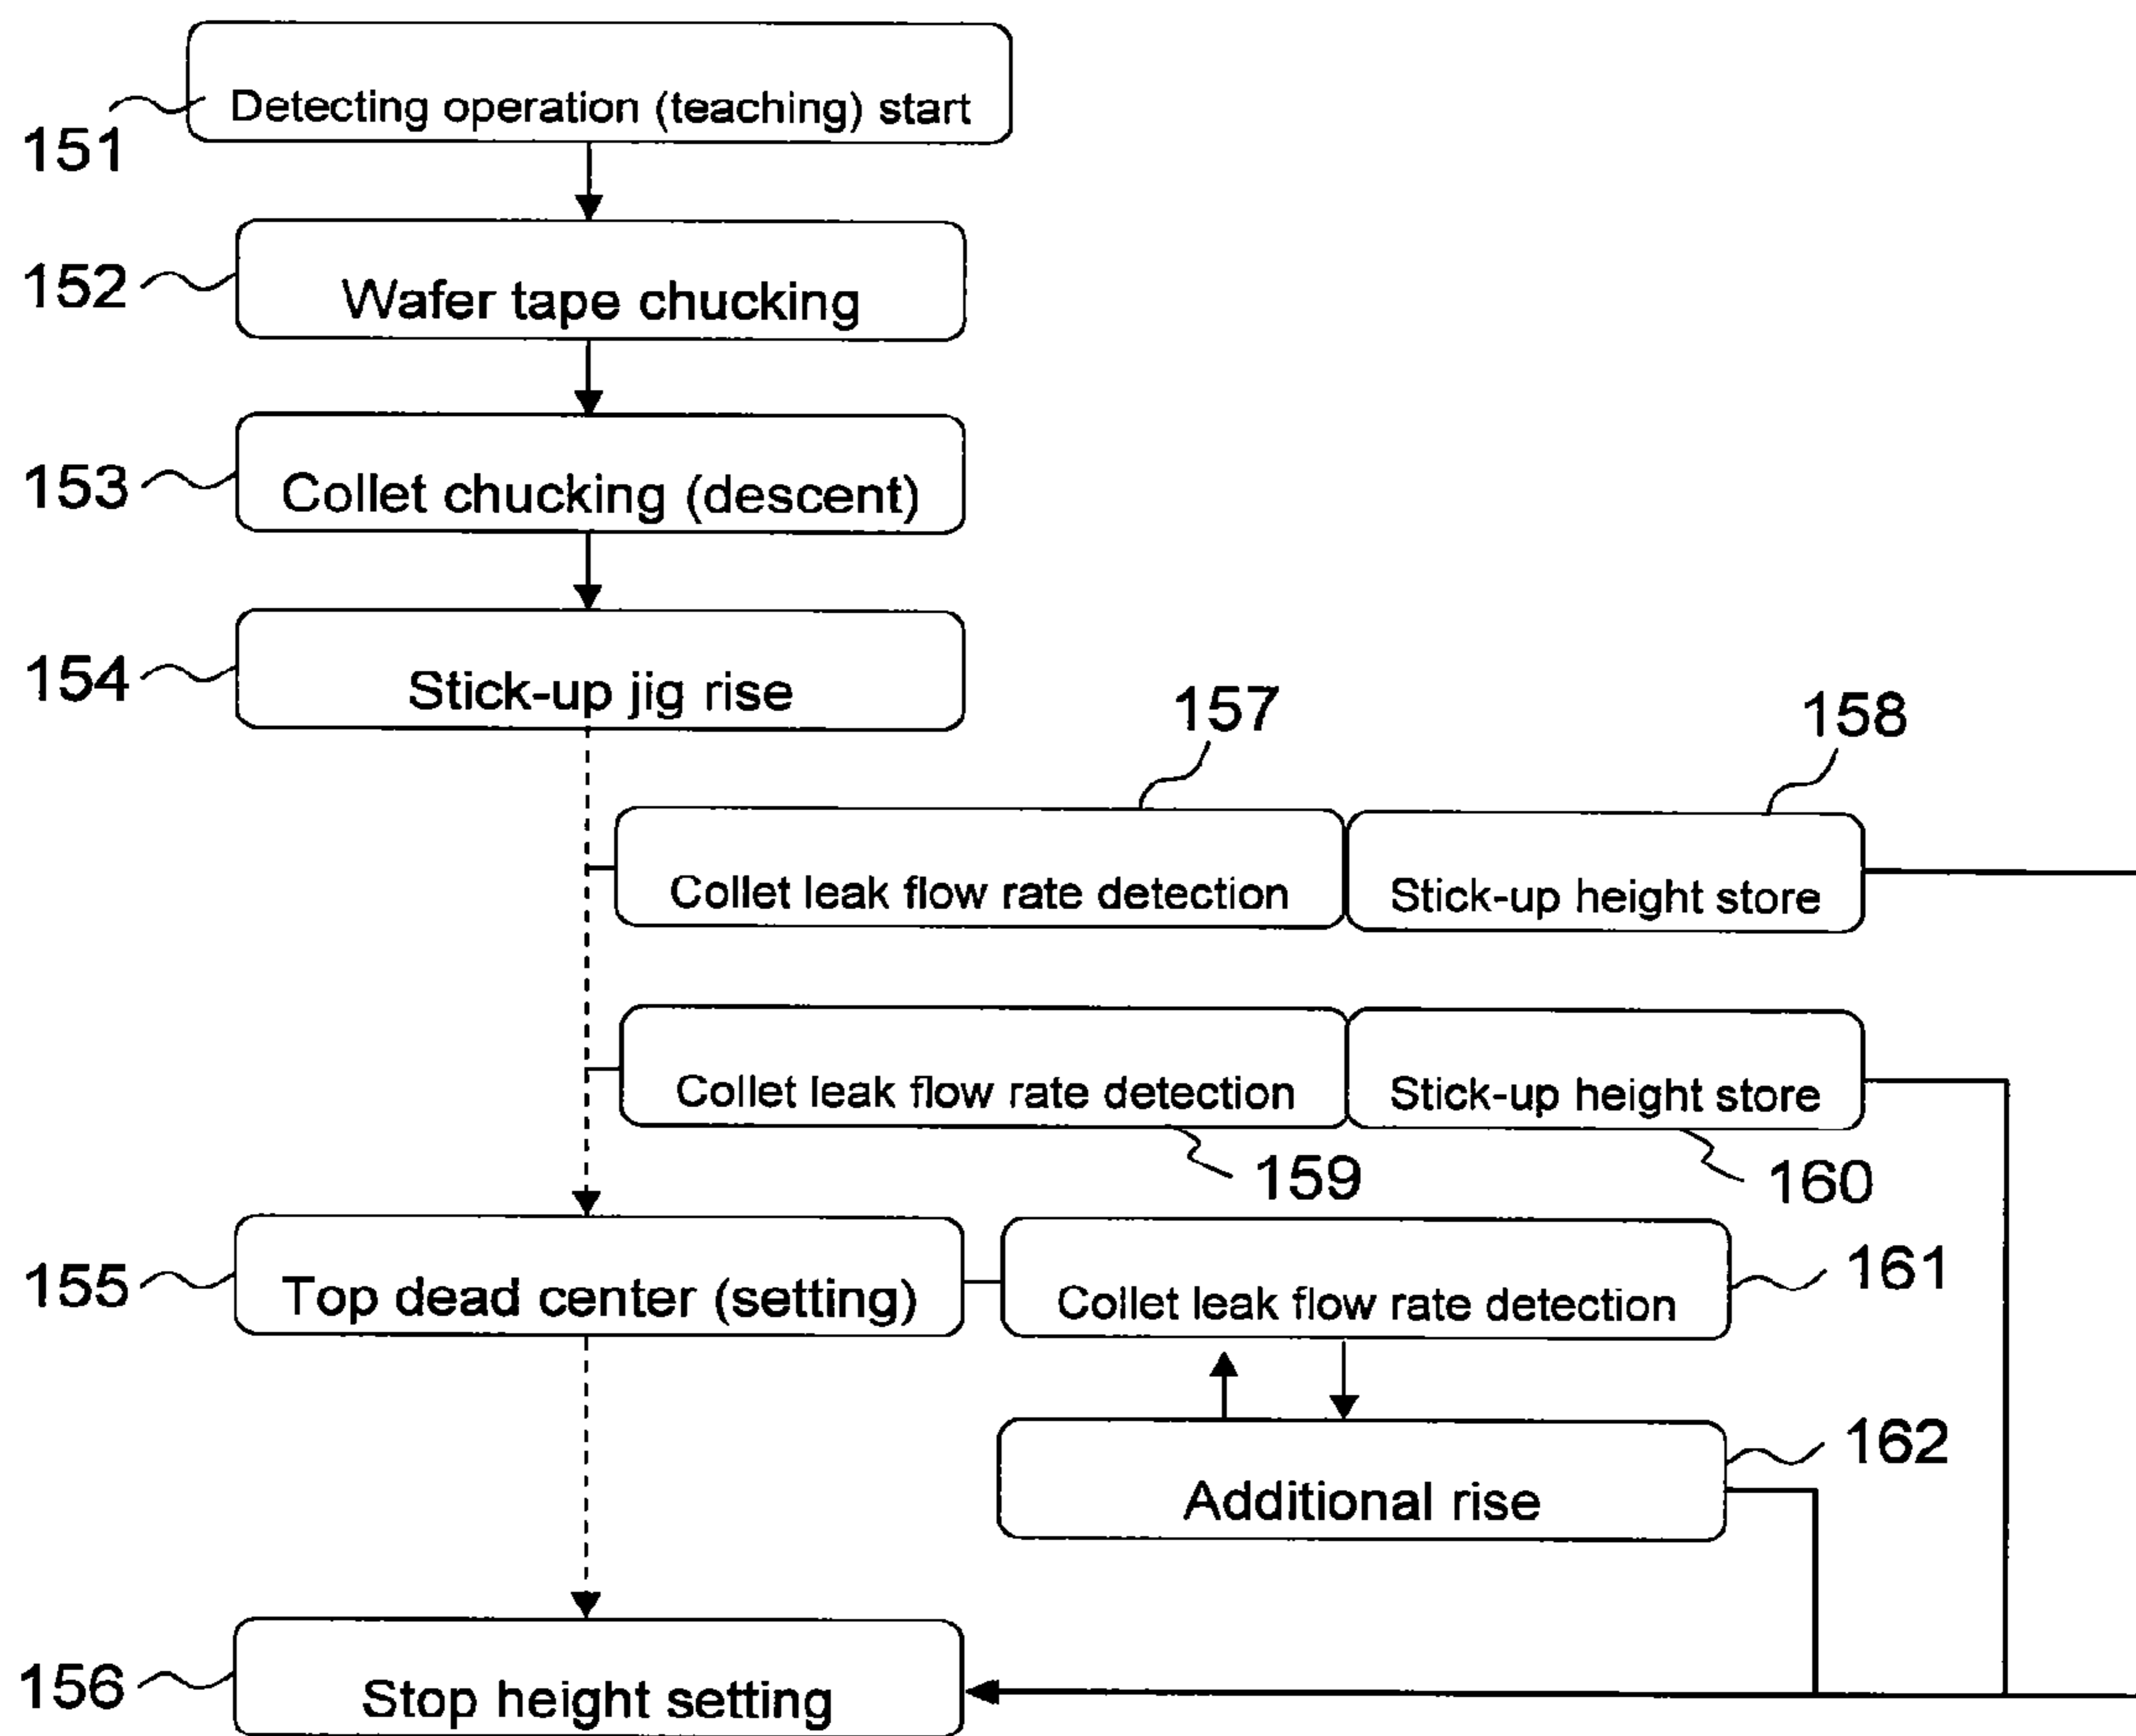 Detecting operation (teaching) start
151
Wafer tape chucking
152
Collet chucking (descent)
153
Stick-up jig rise
154
157
158
Collet leak flow rate detection
Stick-up height store
Collet leak flow rate detection
Stick-up height store
159
160
155
Top dead center (setting)
Collet leak flow rate detection
161
Additional rise
162
156
Stop height setting